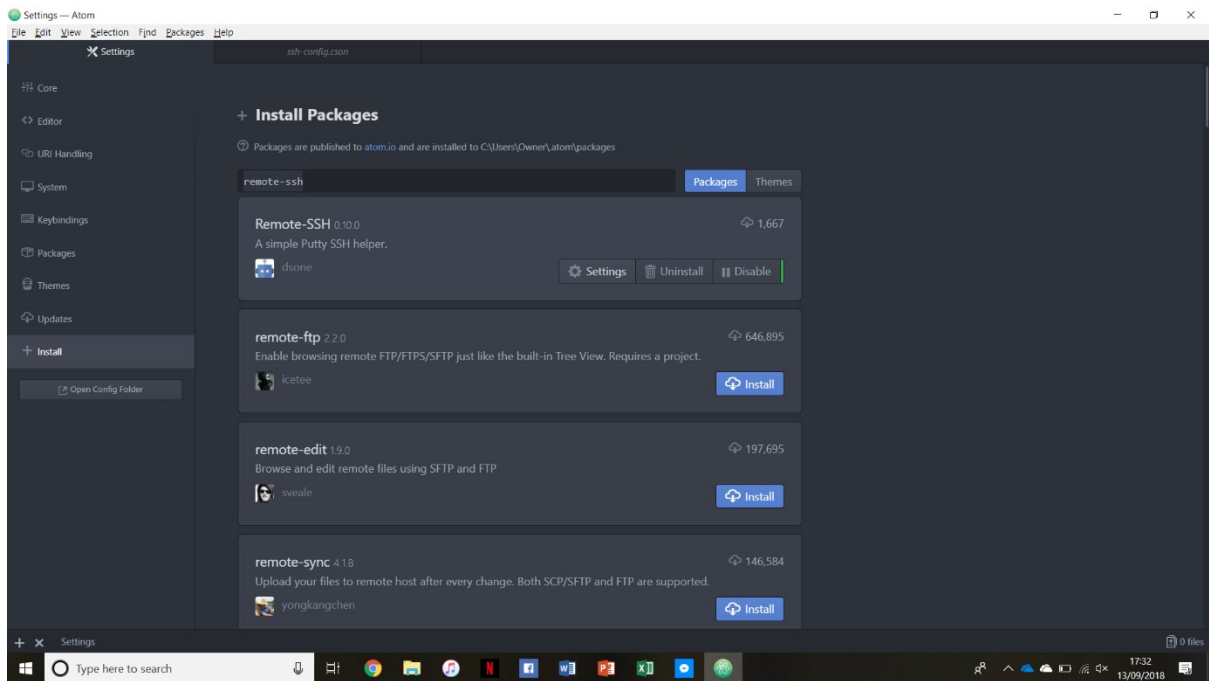 Settings — Atom
File Edit View Selection Find Packages Help
Settings ssh-config.cson
Core
Editor
URI Handling
System
Keybindings
Packages
Themes
Updates
Install
Open Config Folder
Install Packages
Packages are published to atom.io and are installed to C:\Users\Owner\.atom\packages
remote-ssh Packages Themes
Remote-SSH 0.10.0 1,667
A simple Putty SSH helper.
dsone Settings Uninstall Disable
remote-ftp 2.2.0 646,895
Enable browsing remote FTP/FTPS/SFTP just like the built-in Tree View. Requires a project.
icetee Install
remote-edit 1.9.0 197,695
Browse and edit remote files using SFTP and FTP
sveale Install
remote-sync 4.1.8 146,584
Upload your files to remote host after every change. Both SCP/SFTP and FTP are supported.
yongkangchen Install
Settings 0 files
Type here to search 17:32
13/09/2018